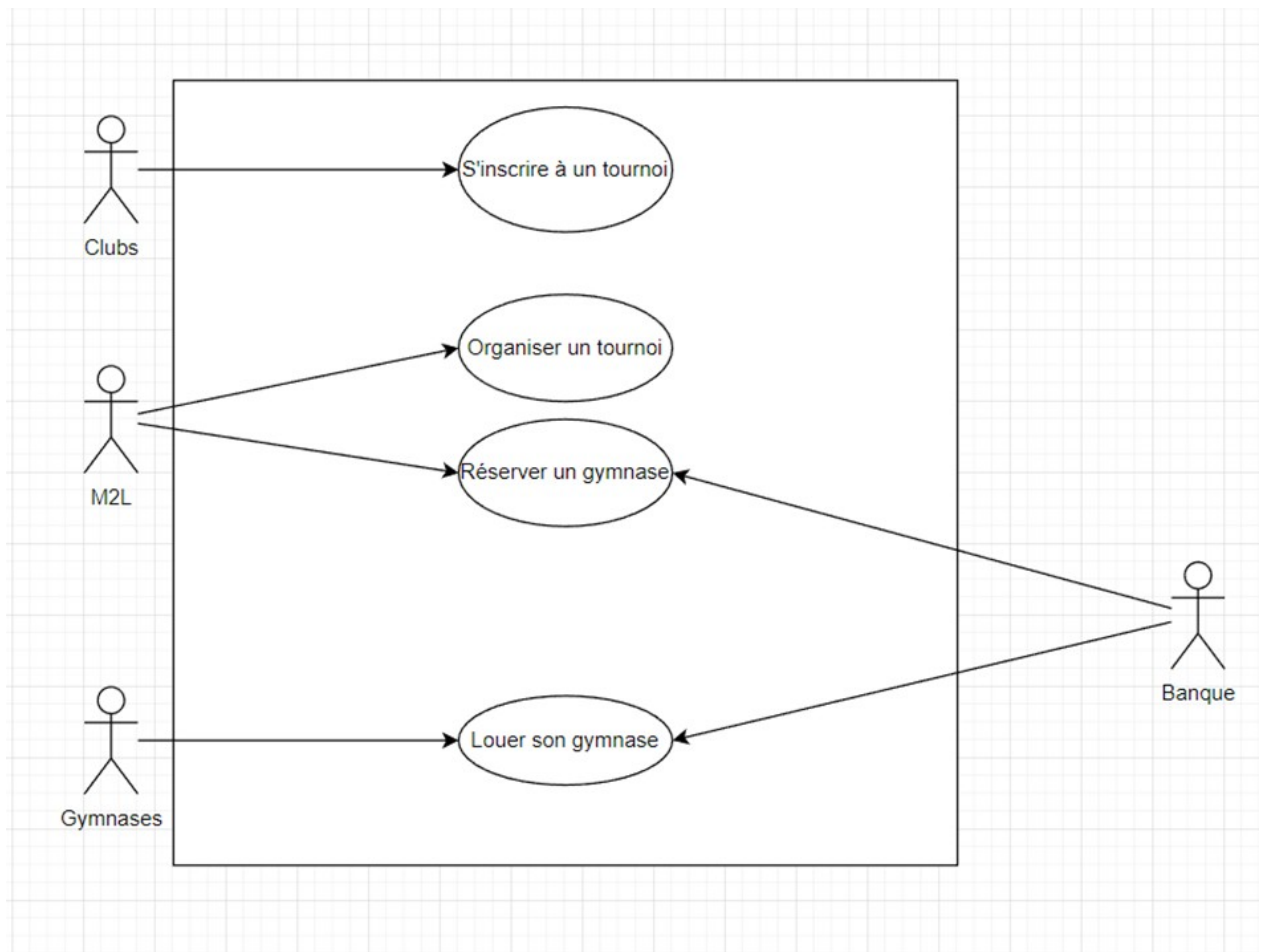 S'inscrire à un tournoi
Clubs
Organiser un tournoi
Réserver un gymnase
M2L
Banque
Louer son gymnase
Gymnases